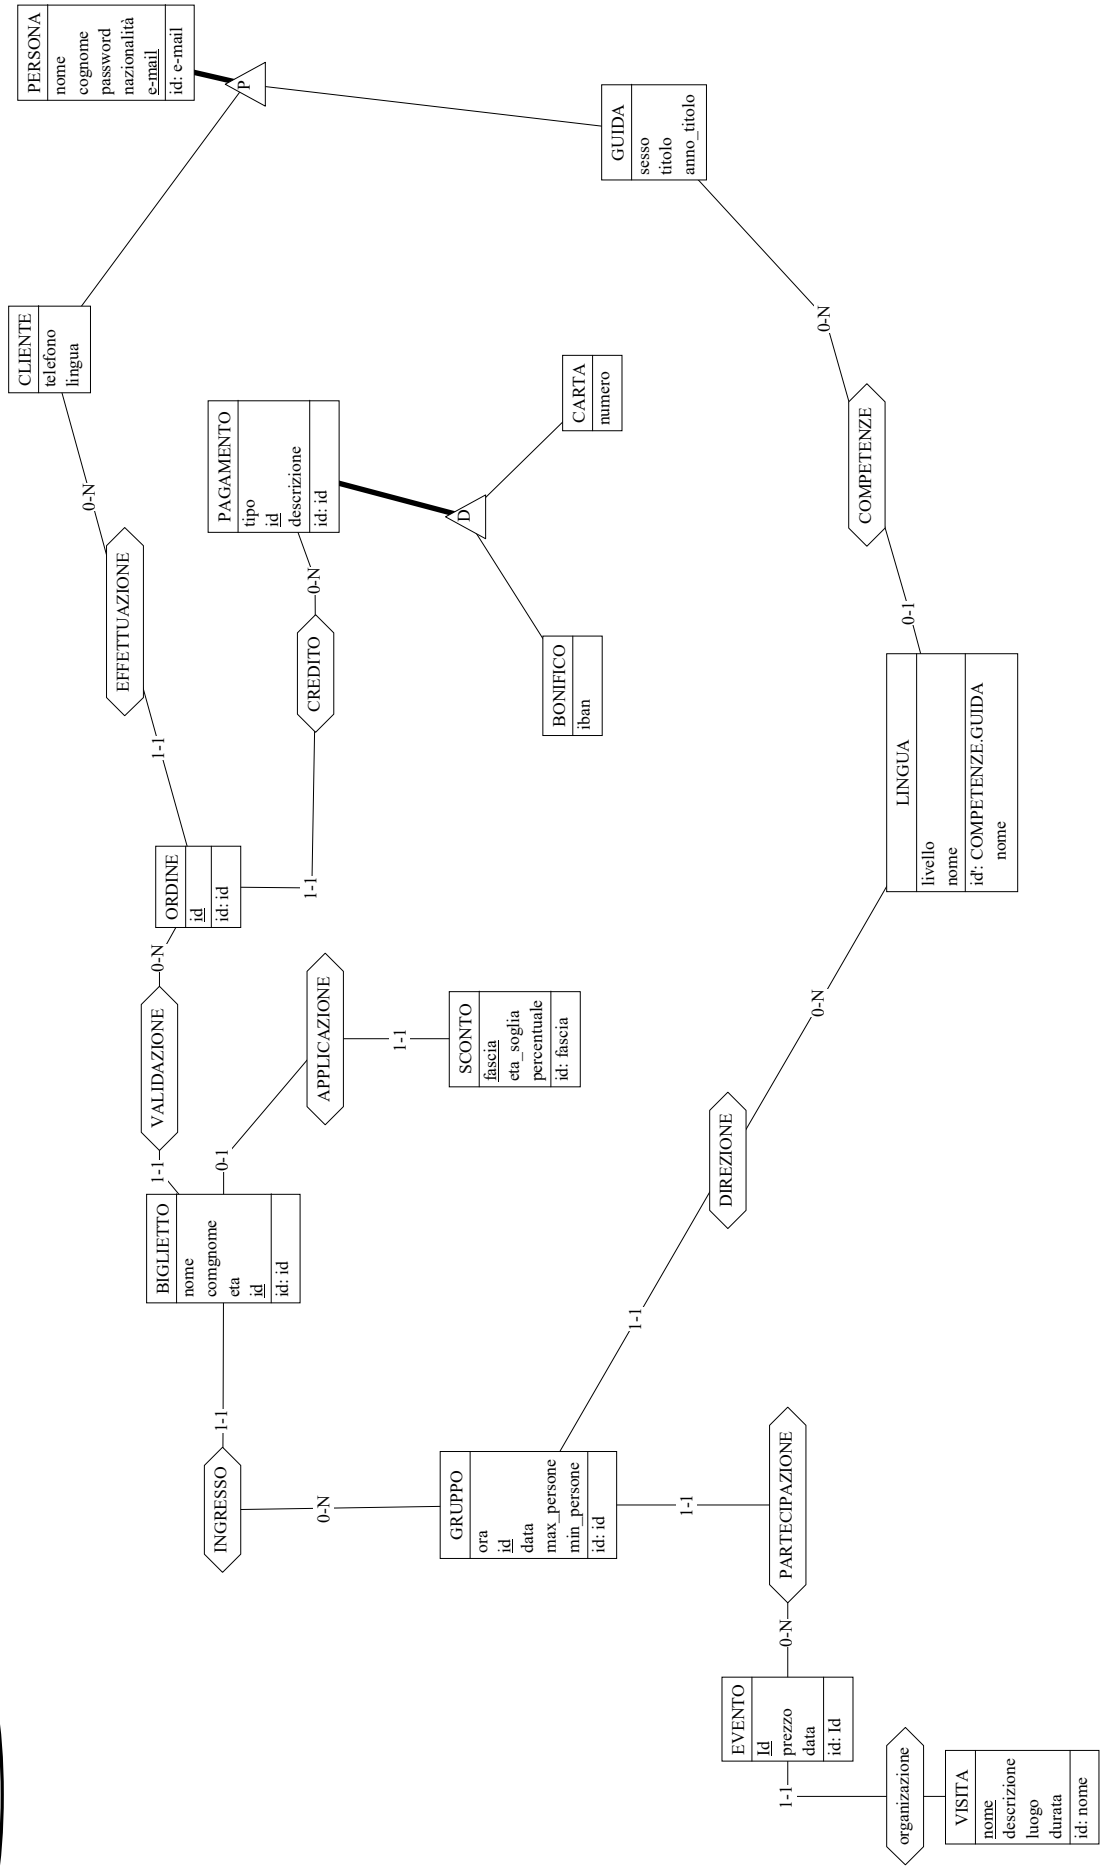 PERSONA
nome
cognome
password
nazionalità
e-mail
id: e-mail
P
CLIENTE
telefono
lingua
GUIDA
sesso
titolo
anno_titolo
0-N
EFFETTUAZIONE
1-1
PAGAMENTO
tipo
id
descrizione
id: id
D
CARTA
numero
BONIFICO
iban
0-N
CREDITO
1-1
0-N
COMPETENZE
0-1
ORDINE
id
id: id
0-N
VALIDAZIONE
1-1
LINGUA
livello
nome
id': COMPETENZE.GUIDA
nome
APPLICAZIONE
0-1
1-1
SCONTO
fascia
eta_soglia
percentuale
id: fascia
BIGLIETTO
nome
comgnome
eta
id
id: id
0-N
DIREZIONE
1-1
1-1
INGRESSO
0-N
GRUPPO
ora
id
data
max_persone
min_persone
id: id
1-1
PARTECIPAZIONE
0-N
EVENTO
Id
prezzo
data
id: Id
1-1
organizazione
VISITA
nome
descrizione
luogo
durata
id: nome